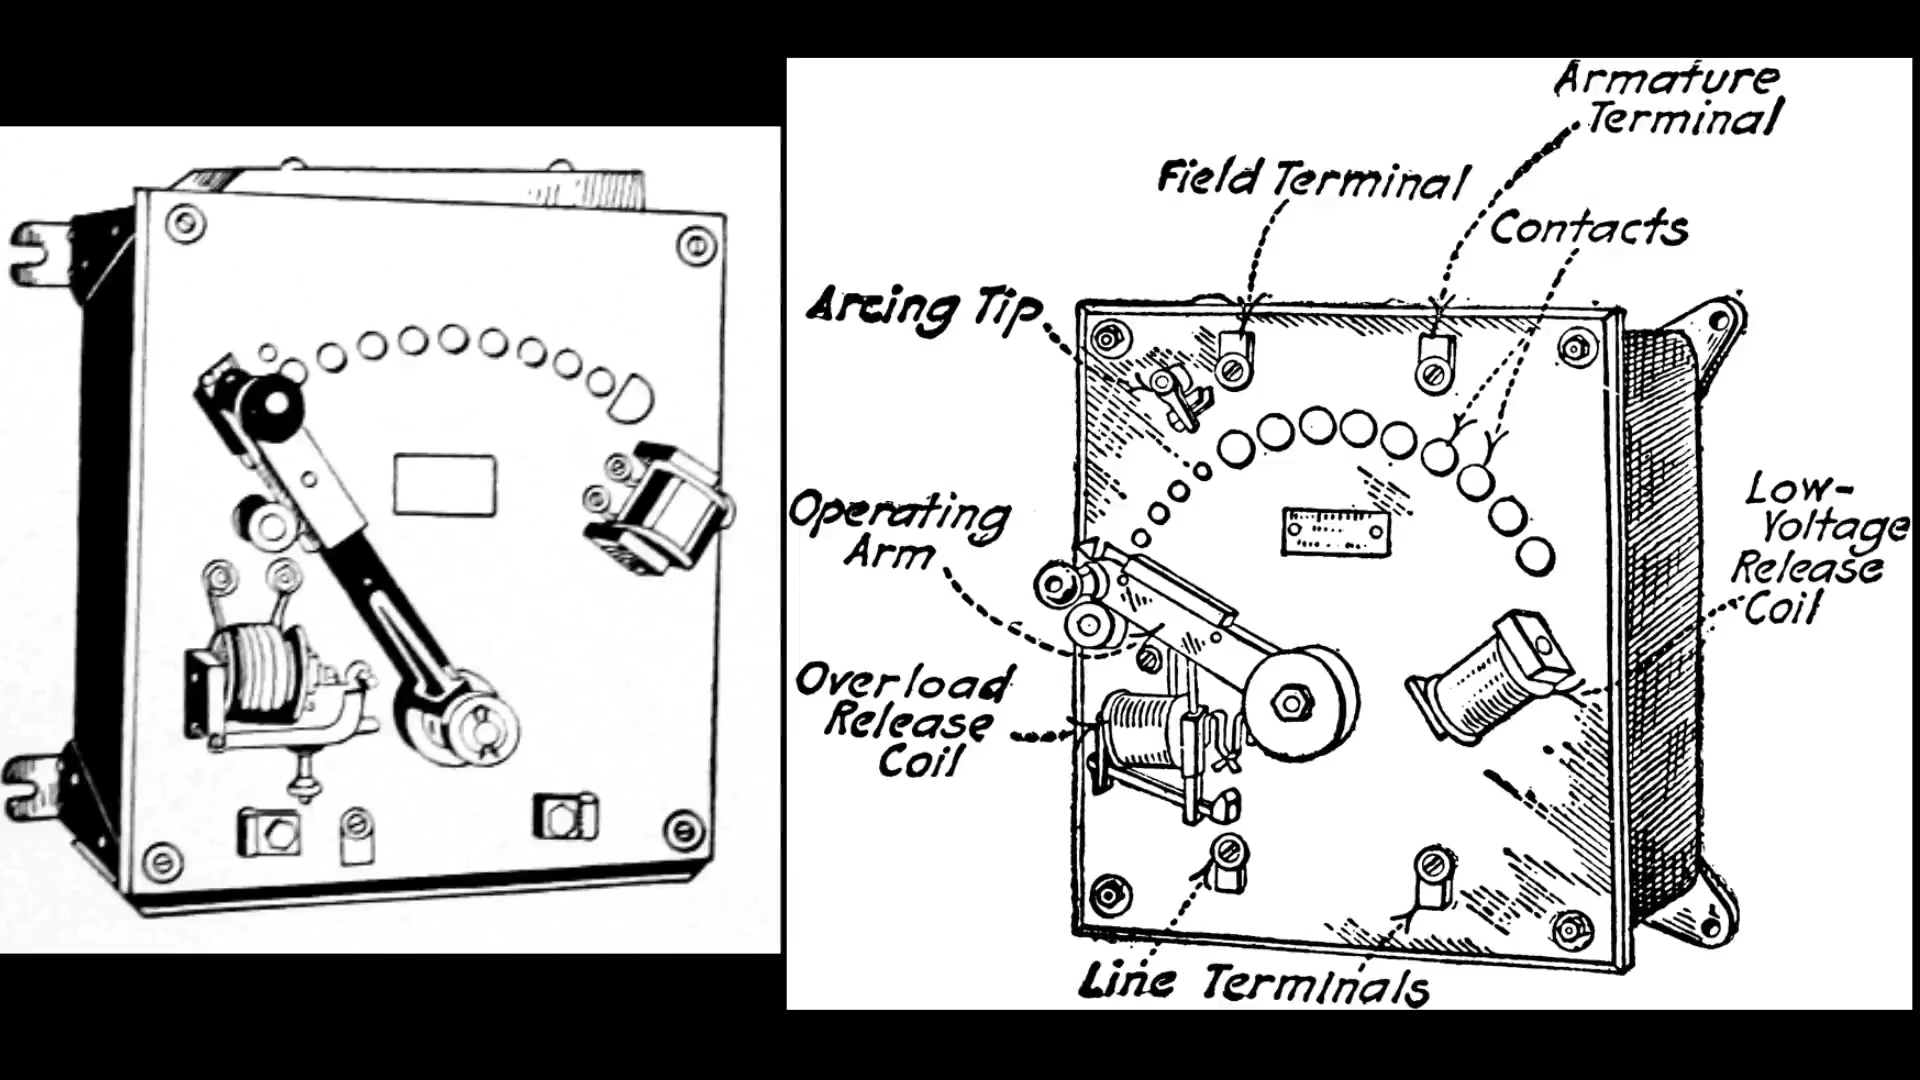 Armature
Terminal
Field Terminal
Contacts
Arcing Tip
Operating
Arm
Low-
Voltage
Release
Coil
Overload
Release
Coil
Line Terminals